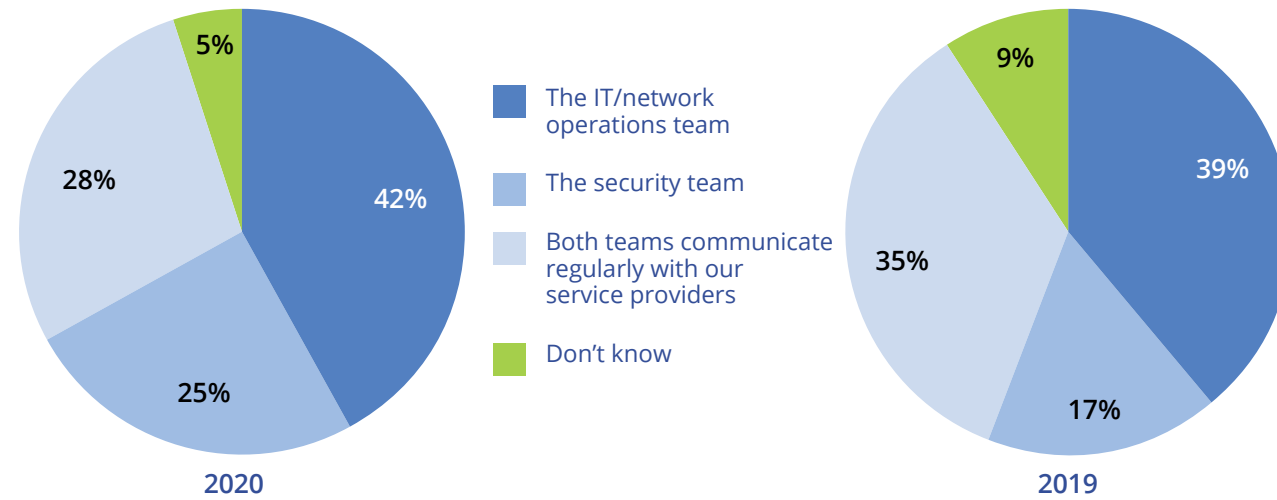 5%
28%
42%
25%
2020
The IT/network
operations team
The security team
Both teams communicate
regularly with our
service providers
Don't know
9%
39%
35%
17%
2019